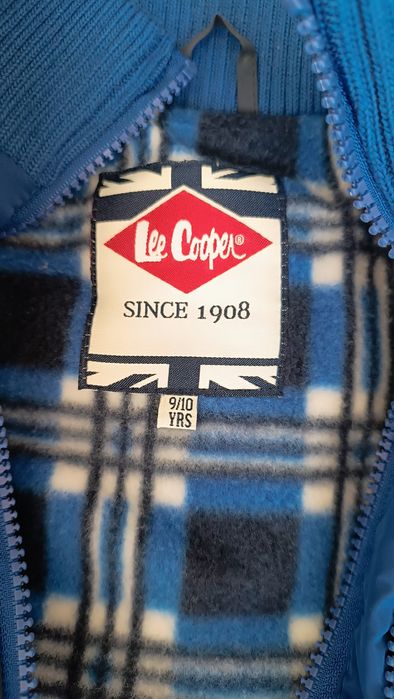 Lee Cooper®
SINCE 1908
9/10
YRS